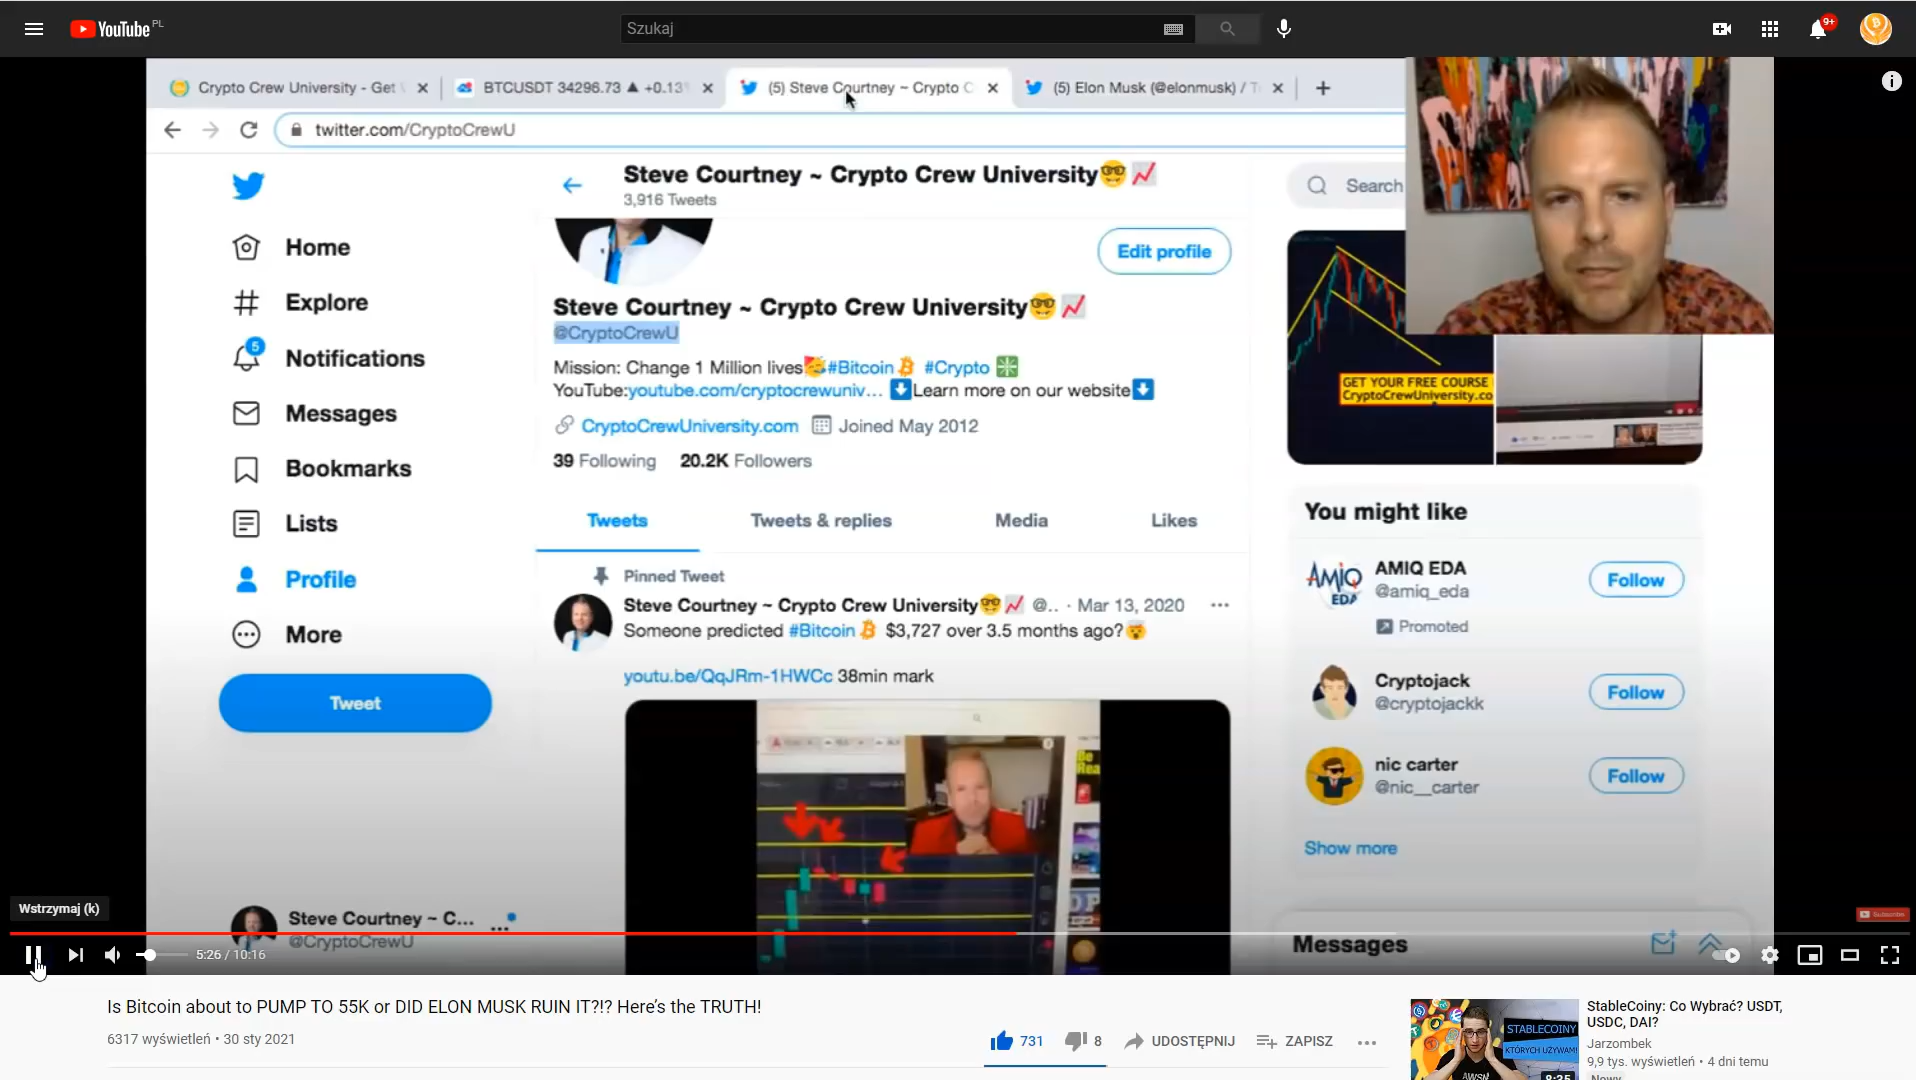 YouTube PL
Szukaj
9+
Crypto Crew University - Get
BTCUSDT 34296.73 ▲ +0.13%
(5) Steve Courtney ~ Crypto C
(5) Elon Musk (@elonmusk) / T
twitter.com/CryptoCrewU
Steve Courtney ~ Crypto Crew University🤓📈
3,916 Tweets
Search
Home
Explore
5
Notifications
Messages
Bookmarks
Lists
Profile
More
Tweet
Edit profile
Steve Courtney ~ Crypto Crew University🤓📈
@CryptoCrewU
Mission: Change 1 Million lives🥳#Bitcoin #Crypto ❇️
YouTube:youtube.com/cryptocrewuniv… ⬇️Learn more on our website⬇️
CryptoCrewUniversity.com Joined May 2012
39 Following 20.2K Followers
Tweets Tweets & replies Media Likes
Pinned Tweet
Steve Courtney ~ Crypto Crew University🤓📈 @.. · Mar 13, 2020 ···
Someone predicted #Bitcoin $3,727 over 3.5 months ago?🤯
youtu.be/QqJRm-1HWCc 38min mark
GET YOUR FREE COURSE
CryptoCrewUniversity.co
You might like
AMIQ EDA
AMIQ EDA
@amiq_eda
Promoted
Follow
Cryptojack
@cryptojackk
Follow
nic carter
@nic__carter
Follow
Show more
Messages
Steve Courtney ~ C...
@CryptoCrewU
Subscribe
Wstrzymaj (k)
5:26 / 10:16
Is Bitcoin about to PUMP TO 55K or DID ELON MUSK RUIN IT?!? Here's the TRUTH!
6317 wyświetleń • 30 sty 2021
731 8 UDOSTĘPNIJ ZAPISZ
STABLECOINY
KTÓRYCH UŻYWAM!
8:35
StableCoiny: Co Wybrać? USDT,
USDC, DAI?
Jarzombek
9,9 tys. wyświetleń • 4 dni temu
Nowy